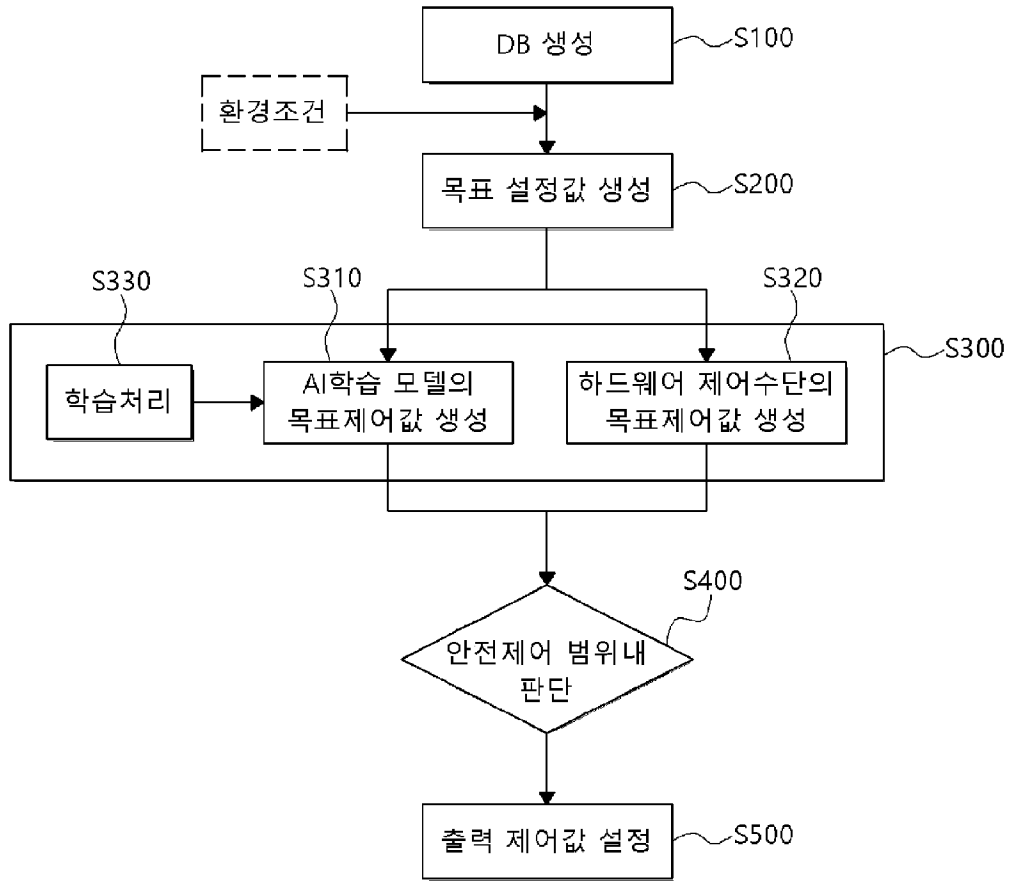 DB 생성
S100
환경조건
목표 설정값 생성
S200
S330
S310
S320
S300
학습처리
AI학습 모델의
목표제어값 생성
하드웨어 제어수단의
목표제어값 생성
S400
안전제어 범위내
판단
출력 제어값 설정
S500